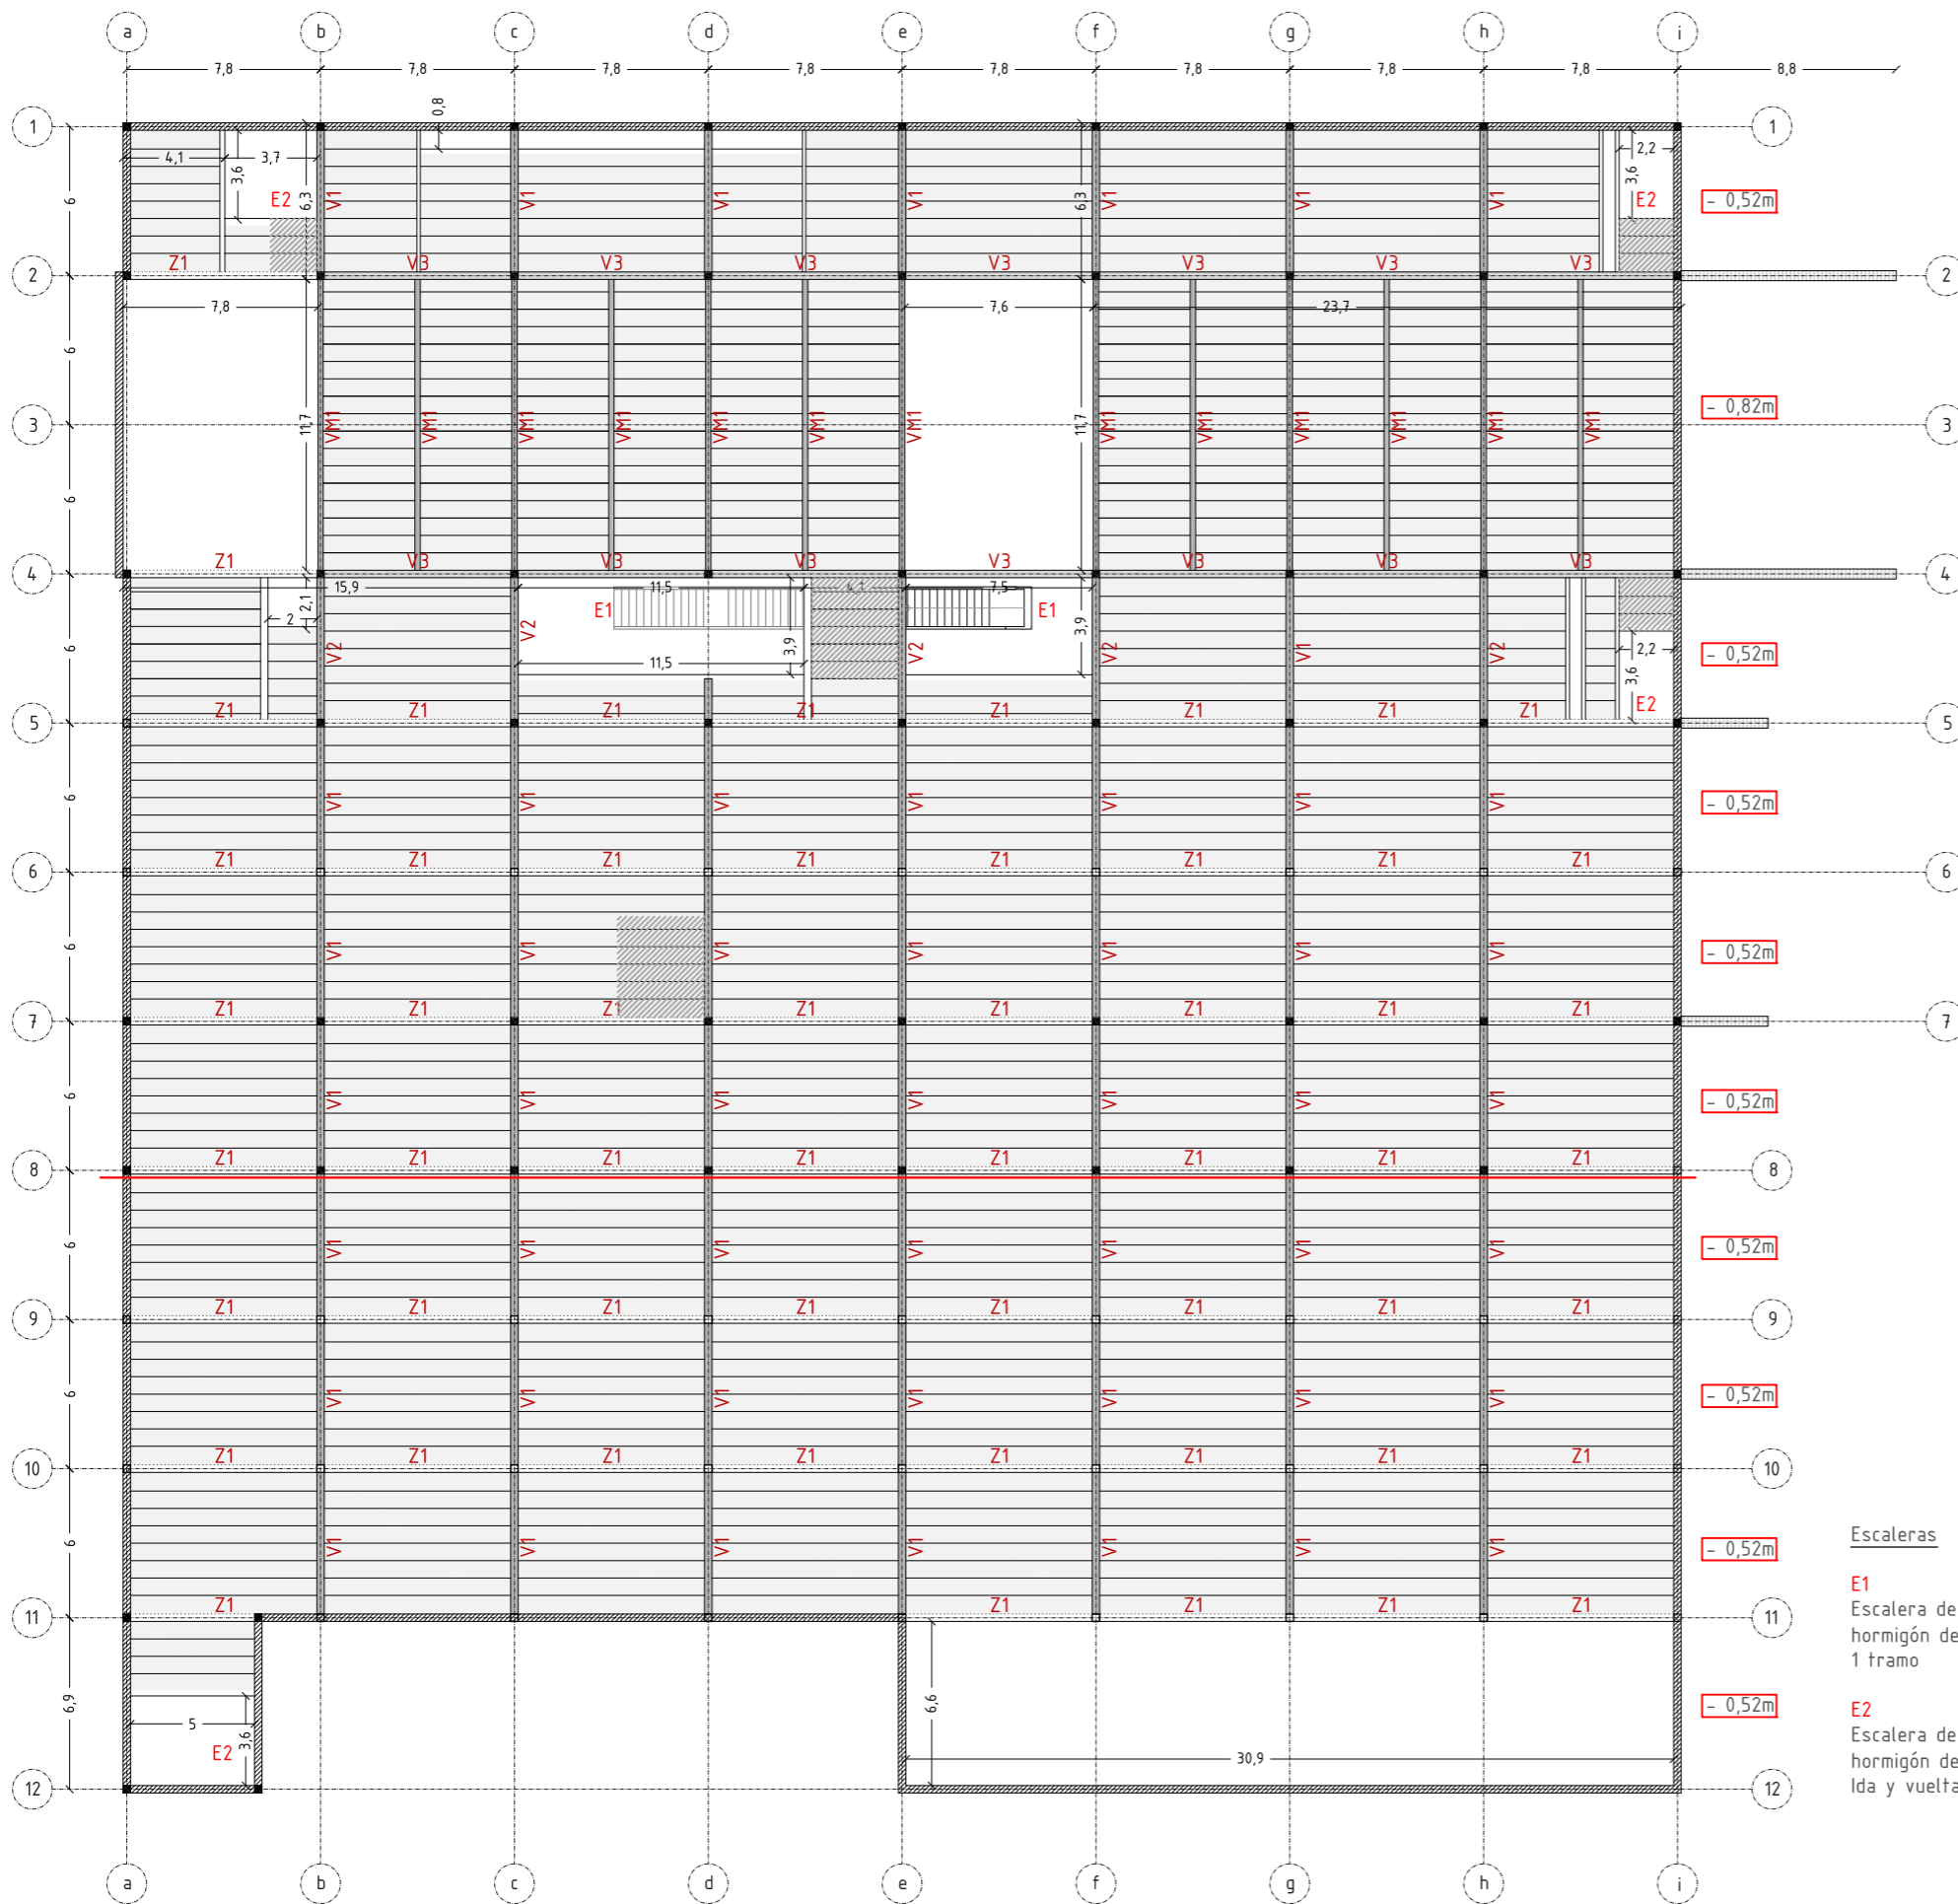 a b c d e f g h i
7,8 7,8 7,8 7,8 7,8 7,8 7,8 7,8 8,8
0,8
1 1
4,1 3,7 2,2
3,6 3,6
6 6,3 6,3
E2 V1 V1 V1 V1 V1 V1 V1 E2 - 0,52m
Z1 V3 V3 V3 V3 V3 V3 V3
2 2
7,8 7,6 23,7
6
- 0,82m
3 VM1 VM1 VM1 VM1 VM1 VM1 VM1 VM1 VM1 VM1 VM1 VM1 VM1 3
11,7 11,7
6
Z1 V3 V3 V3 V3 V3 V3 V3
4 4
15,9 11,5 4,1 7,5
2,1 E1 E1
2 V2
6 V2 3,9 V2 3,9 V2 V1 V2 2,2 - 0,52m
11,5 3,6
E2
Z1 Z1 Z1 Z1 Z1 Z1 Z1 Z1
5 5
6 V1 V1 V1 V1 V1 V1 V1 - 0,52m
Z1 Z1 Z1 Z1 Z1 Z1 Z1 Z1
6 6
6 V1 V1 V1 V1 V1 V1 V1 - 0,52m
Z1 Z1 Z1 Z1 Z1 Z1 Z1 Z1
7 7
6 V1 V1 V1 V1 V1 V1 V1 - 0,52m
Z1 Z1 Z1 Z1 Z1 Z1 Z1 Z1
8 8
6 V1 V1 V1 V1 V1 V1 V1 - 0,52m
Z1 Z1 Z1 Z1 Z1 Z1 Z1 Z1
9 9
6 V1 V1 V1 V1 V1 V1 V1 - 0,52m
Z1 Z1 Z1 Z1 Z1 Z1 Z1 Z1
10 10
6 V1 V1 V1 V1 V1 V1 V1 - 0,52m
Z1 Z1 Z1 Z1 Z1
11 11
6,9 6,6 - 0,52m
5 3,6
E2 30,9
12 12
a b c d e f g h i
Escaleras
E1
Escalera de
hormigón de
1 tramo
E2
Escalera de
hormigón de
Ida y vuelta